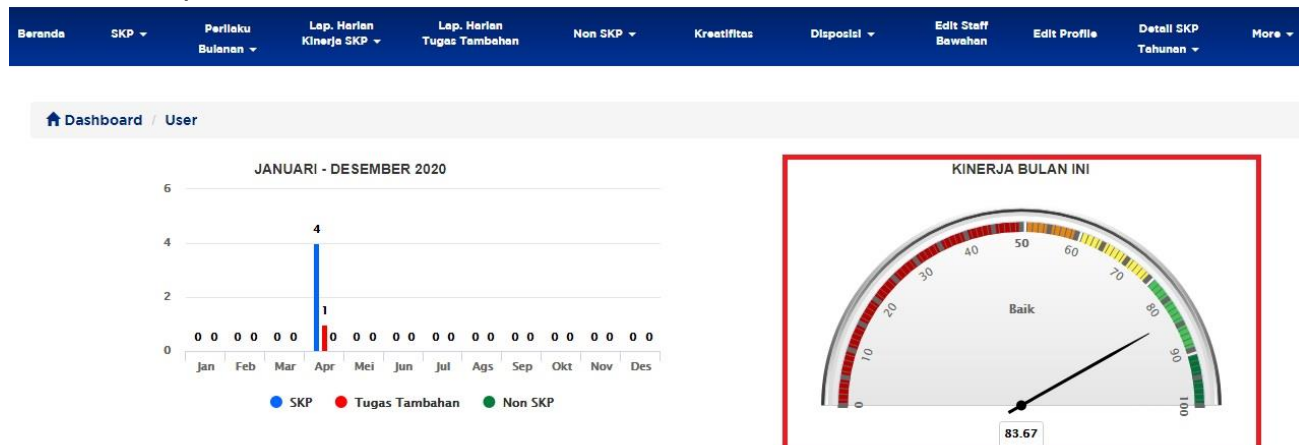 Beranda
SKP
Perilaku
Bulanan
Lap. Harian
Kinerja SKP
Lap. Harian
Tugas Tambahan
Non SKP
Kreatifitas
Disposisi
Edit Staff
Bawahan
Edit Profile
Detail SKP
Tahunan
More
Dashboard / User
JANUARI - DESEMBER 2020
6
4
2
0
4
1
0 0 0 0 0 0 0 0 0 0 0 0 0 0 0 0 0 0 0 0 0 0 0
Jan Feb Mar Apr Mei Jun Jul Ags Sep Okt Nov Des
SKP Tugas Tambahan Non SKP
KINERJA BULAN INI
0 10 20 30 40 50 60 70 80 90 100
Baik
83.67